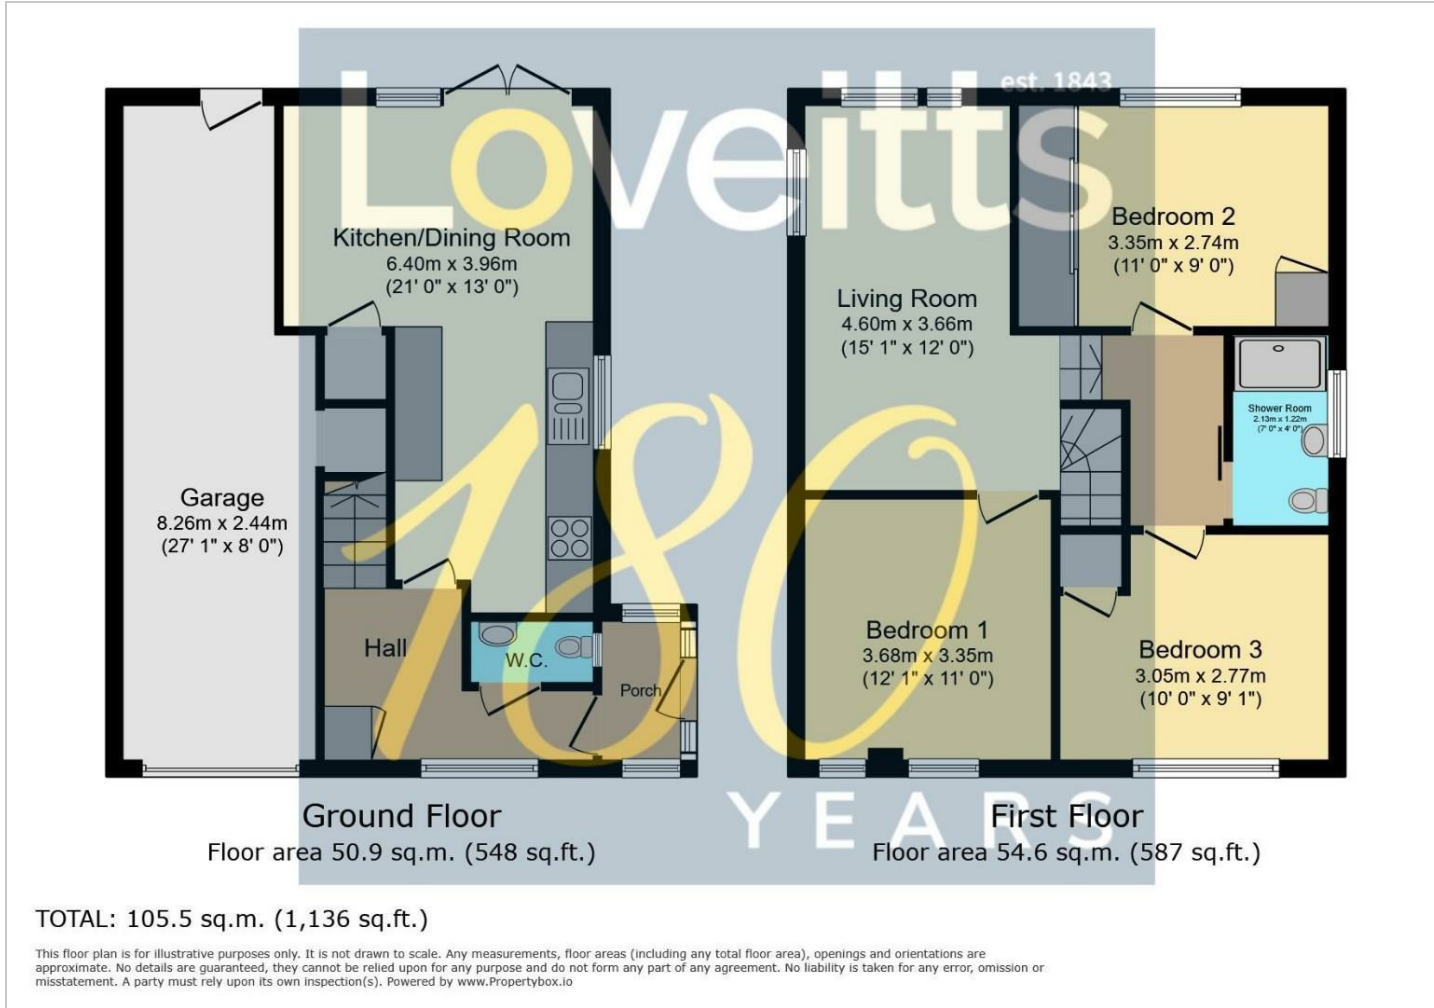 Loveitts
est. 1843
180
YEARS
Kitchen/Dining Room
6.40m x 3.96m
(21' 0" x 13' 0")
Garage
8.26m x 2.44m
(27' 1" x 8' 0")
Hall
W.C.
Porch
Ground Floor
Floor area 50.9 sq.m. (548 sq.ft.)
Living Room
4.60m x 3.66m
(15' 1" x 12' 0")
Bedroom 2
3.35m x 2.74m
(11' 0" x 9' 0")
Shower Room
2.13m x 1.22m
(7' 0" x 4' 0")
Bedroom 1
3.68m x 3.35m
(12' 1" x 11' 0")
Bedroom 3
3.05m x 2.77m
(10' 0" x 9' 1")
First Floor
Floor area 54.6 sq.m. (587 sq.ft.)
TOTAL: 105.5 sq.m. (1,136 sq.ft.)
This floor plan is for illustrative purposes only. It is not drawn to scale. Any measurements, floor areas (including any total floor area), openings and orientations are
approximate. No details are guaranteed, they cannot be relied upon for any purpose and do not form any part of any agreement. No liability is taken for any error, omission or
misstatement. A party must rely upon its own inspection(s). Powered by www.Propertybox.io